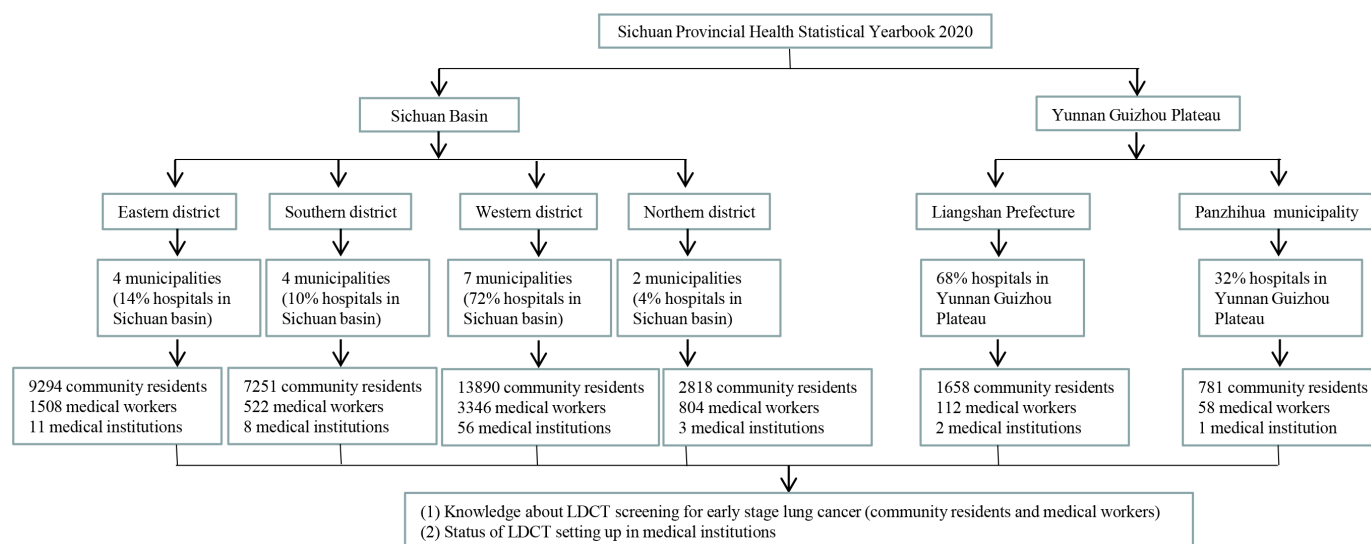 Sichuan Provincial Health Statistical Yearbook 2020
Sichuan Basin
Yunnan Guizhou Plateau
Eastern district
Southern district
Western district
Northern district
Liangshan Prefecture
Panzhihua municipality
4 municipalities
(14% hospitals in
Sichuan basin)
4 municipalities
(10% hospitals in
Sichuan basin)
7 municipalities
(72% hospitals in
Sichuan basin)
2 municipalities
(4% hospitals in
Sichuan basin)
68% hospitals in
Yunnan Guizhou
Plateau
32% hospitals in
Yunnan Guizhou
Plateau
9294 community residents
1508 medical workers
11 medical institutions
7251 community residents
522 medical workers
8 medical institutions
13890 community residents
3346 medical workers
56 medical institutions
2818 community residents
804 medical workers
3 medical institutions
1658 community residents
112 medical workers
2 medical institutions
781 community residents
58 medical workers
1 medical institution
(1) Knowledge about LDCT screening for early stage lung cancer (community residents and medical workers)
(2) Status of LDCT setting up in medical institutions